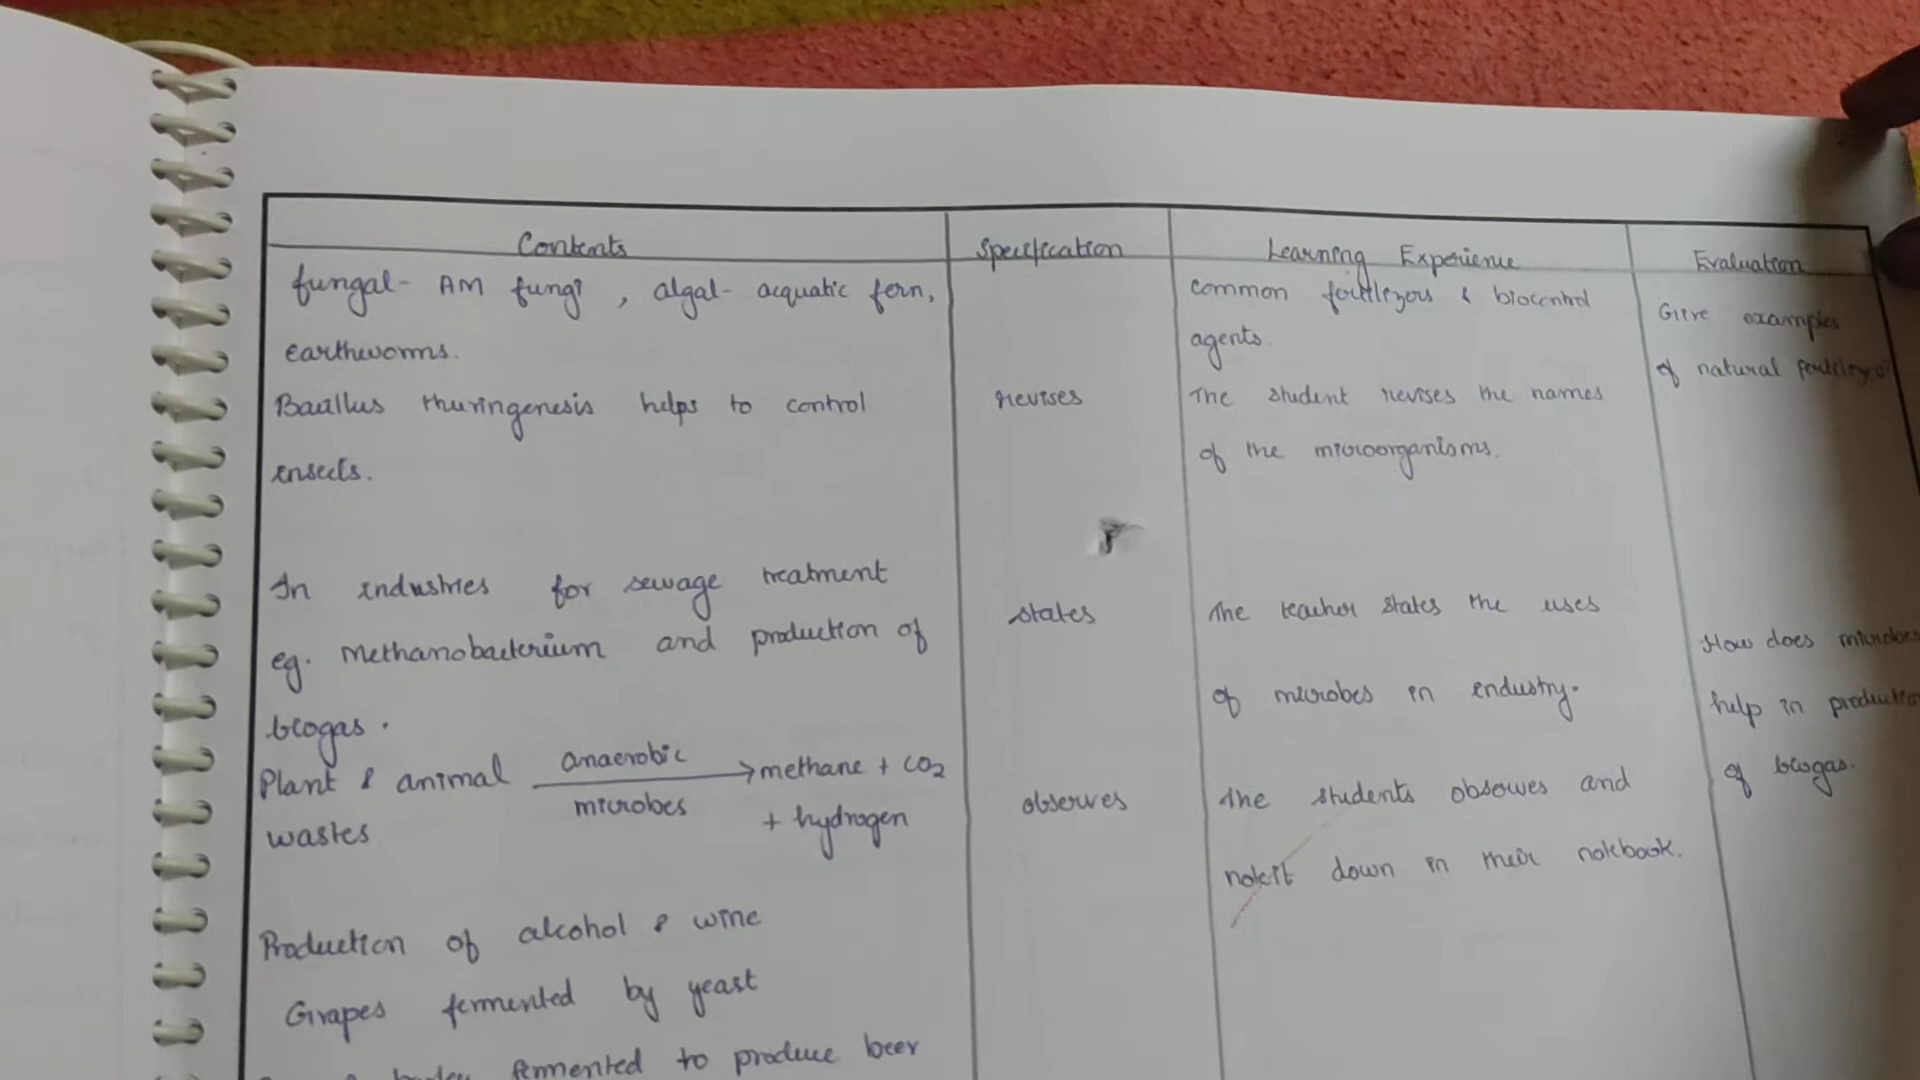 Contents
fungal- AM fungi, algal- acquatic fern,
earthworms.
Bacillus thuringenesis helps to control
insects.
In industries for sewage treatment
eg. Methanobacterium and production of
biogas.
Plant & animal wastes
anaerobic
microbes
→ methane + CO2
+ hydrogen
Production of alcohol & wine
Grapes fermented by yeast
barley fermented to produce beer
Specification
revises
states
observes
Learning Experience
common fertilizers & biocontrol
agents.
The student revises the names
of the microorganisms.
The teacher states the uses
of microbes in industry.
The students observes and
note it down in their notebook.
Evaluation
Give examples
of natural
How does microbes
help in production
of biogas.